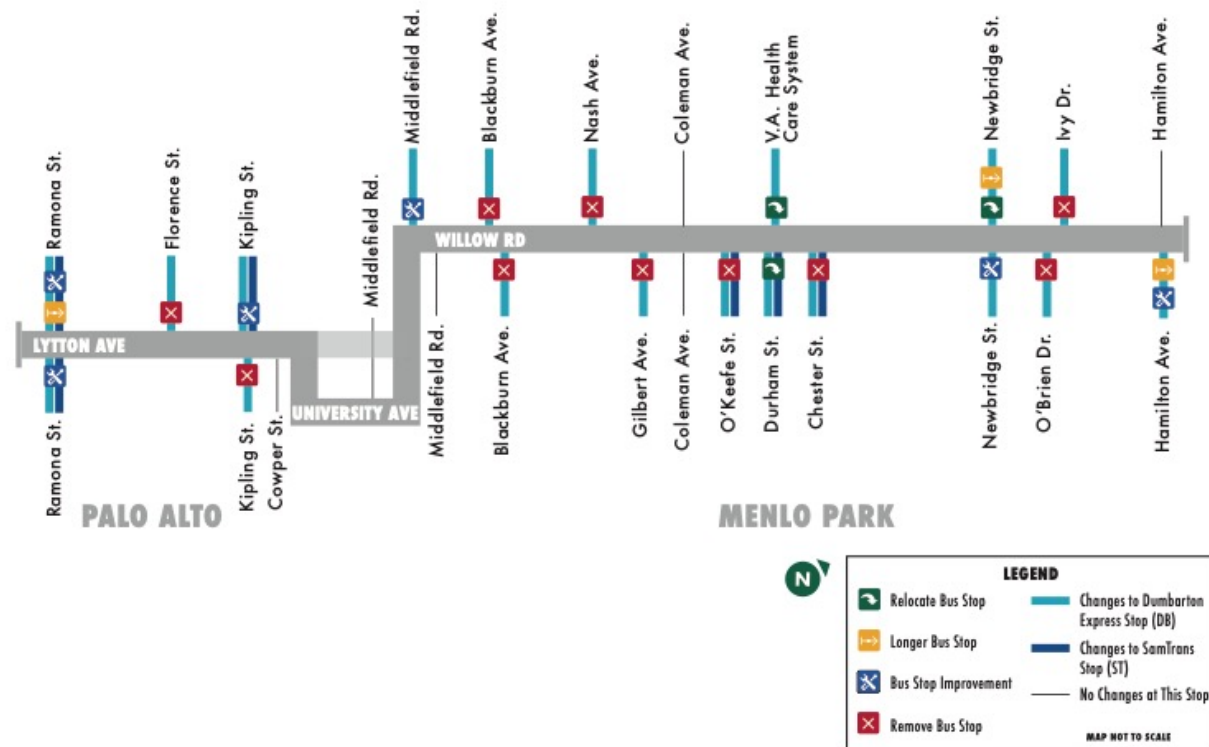 Middlefield Rd.
Blackburn Ave.
Nash Ave.
Coleman Ave.
V.A. Health
Care System
Newbridge St.
Ivy Dr.
Hamilton Ave.
Ramona St.
Florence St.
Kipling St.
Middlefield Rd.
WILLOW RD
LYTTON AVE
UNIVERSITY AVE
Ramona St.
Kipling St.
Cowper St.
Middlefield Rd.
Blackburn Ave.
Gilbert Ave.
Coleman Ave.
O'Keefe St.
Durham St.
Chester St.
Newbridge St.
O'Brien Dr.
Hamilton Ave.
PALO ALTO
MENLO PARK
N
LEGEND
Relocate Bus Stop
Longer Bus Stop
Bus Stop Improvement
Remove Bus Stop
Changes to Dumbarton
Express Stop (DB)
Changes to SamTrans
Stop (ST)
No Changes at This Stop
MAP NOT TO SCALE